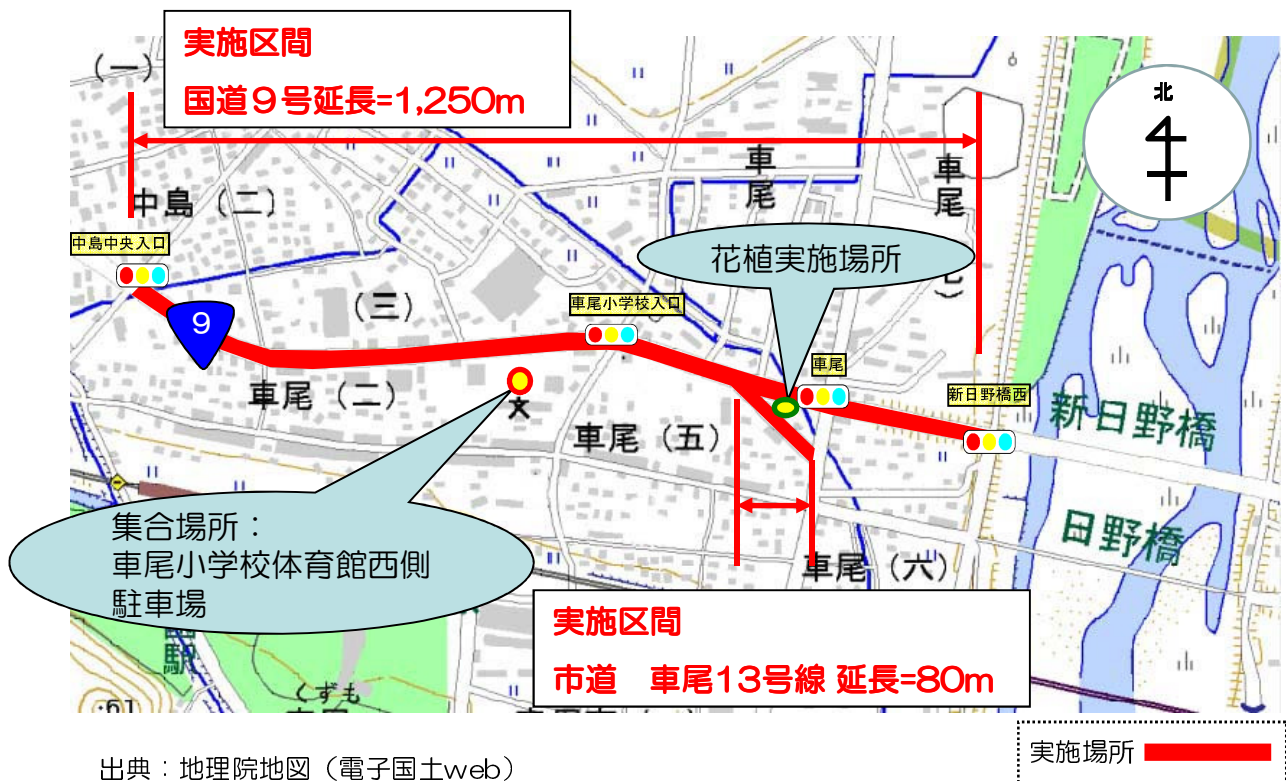 実施区間
国道9号延長=1,250m
(一)
北
車尾
車尾
中島(二)
中島中央入口
花植実施場所
(七)
(三)
車尾小学校入口
9
車尾
車尾(二)
文
新日野橋西
新日野橋
車尾(五)
集合場所:
車尾小学校体育館西側
駐車場
日野橋
車尾(六)
実施区間
市道 車尾13号線 延長=80m
駅
くずも
・61
実施場所
出典:地理院地図(電子国土web)